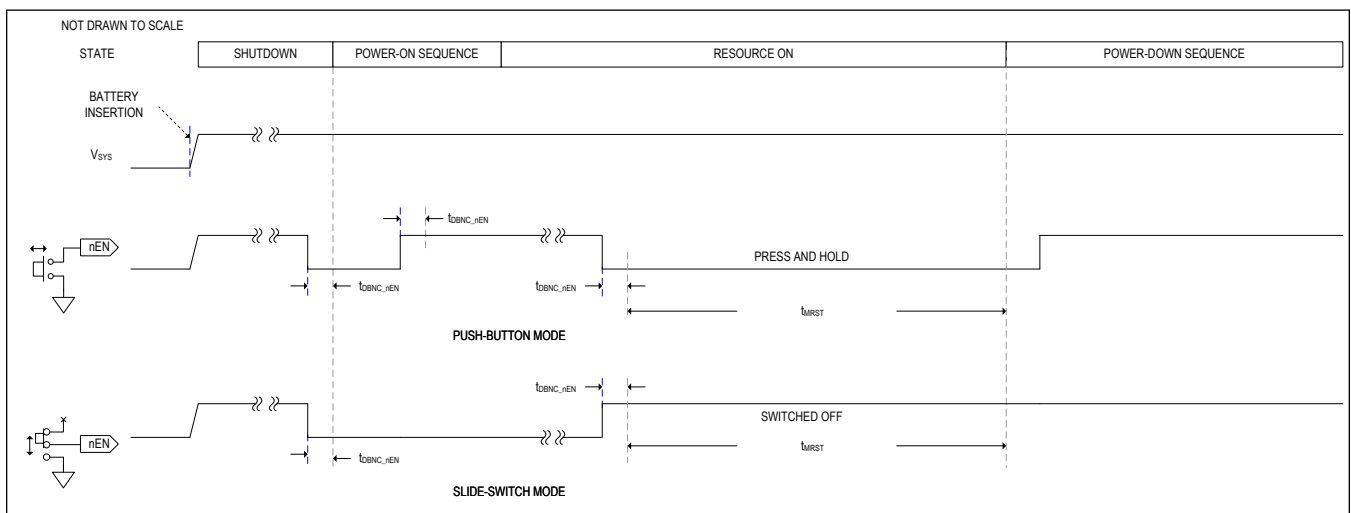 NOT DRAWN TO SCALE
STATE
SHUTDOWN
POWER-ON SEQUENCE
RESOURCE ON
POWER-DOWN SEQUENCE
BATTERY
INSERTION
VSYS
tDBNC_nEN
nEN
PRESS AND HOLD
tDBNC_nEN
tDBNC_nEN
tMRST
PUSH-BUTTON MODE
tDBNC_nEN
SWITCHED OFF
nEN
tMRST
tDBNC_nEN
SLIDE-SWITCH MODE